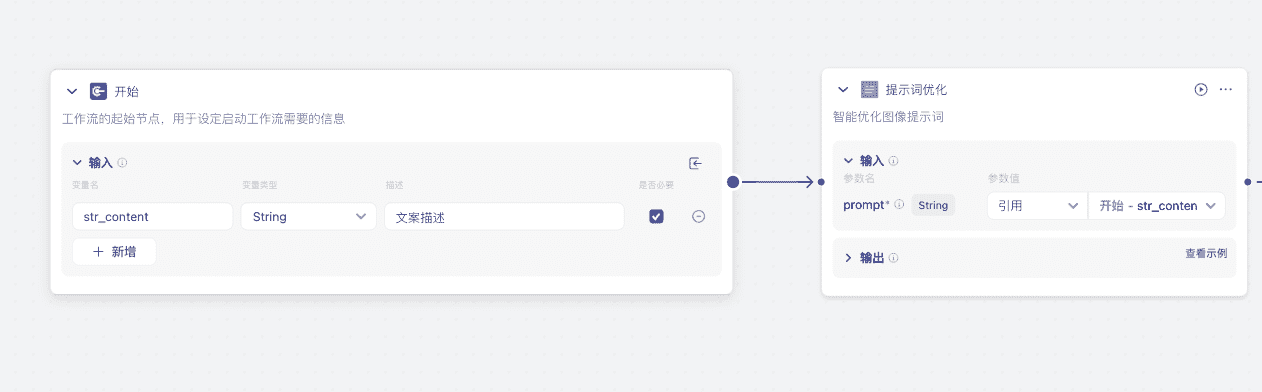 开始
工作流的起始节点，用于设定启动工作流需要的信息
输入
变量名 变量类型 描述 是否必要
str_content String 文案描述
+ 新增
提示词优化
智能优化图像提示词
输入
参数名 参数值
prompt* String 引用 开始 - str_conten
输出 查看示例